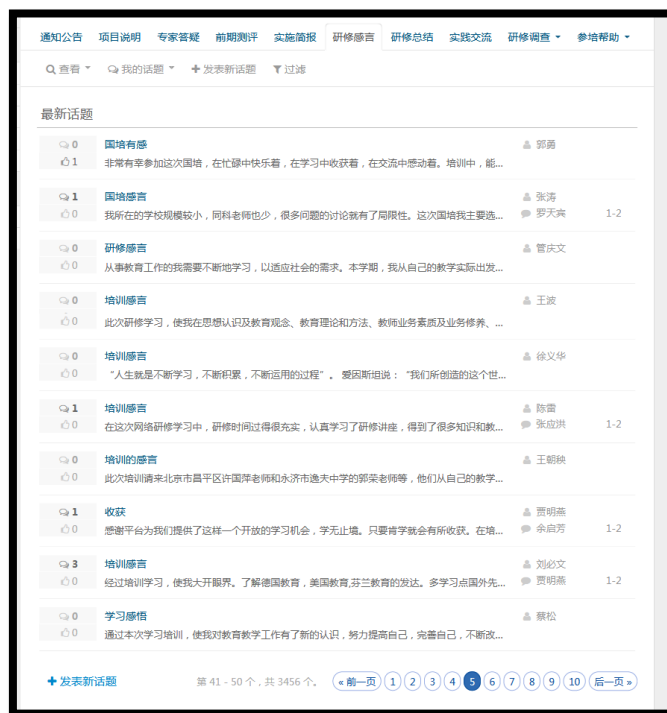 通知公告 项目说明 专家答疑 前期测评 实施简报 研修感言 研修总结 实践交流 研修调查 参培帮助
查看 我的话题 发表新话题 过滤
最新话题
0 国培有感 郭勇
1 非常有幸参加这次国培，在忙碌中快乐着，在学习中收获着，在交流中感动着。培训中，能...
1 国培感言 张涛
0 我所在的学校规模较小，同科老师也少，很多问题的讨论就有了局限性。这次国培我主要选... 罗天宾 1-2
0 研修感言 管庆文
0 从事教育工作的我需要不断地学习，以适应社会的需求。本学期，我从自己的教学实际出发...
0 培训感言 王波
0 此次研修学习，使我在思想认识及教育观念、教育理论和方法、教师业务素质及业务修养、...
0 培训感言 徐义华
0 “人生就是不断学习，不断积累，不断运用的过程”。 爱因斯坦说：“我们所创造的这个世...
1 培训感言 陈雷
0 在这次网络研修学习中，研修时间过得很充实，认真学习了研修讲座，得到了很多知识和教... 张应洪 1-2
0 培训的感言 王朝秧
0 此次培训请来北京市昌平区许国萍老师和永济市逸夫中学的郭荣老师等，他们从自己的教学...
1 收获 贾明燕
0 感谢平台为我们提供了这样一个开放的学习机会，学无止境。只要肯学就会有所收获。在培... 余启芳 1-2
3 培训感言 刘必文
0 经过培训学习，使我大开眼界。了解德国教育，美国教育,芬兰教育的发达。多学习点国外先... 贾明燕 1-2
0 学习感悟 蔡松
0 通过本次学习培训，使我对教育教学工作有了新的认识，努力提高自己，完善自己，不断改...
发表新话题 第 41 - 50 个，共 3456 个。 « 前一页 1 2 3 4 5 6 7 8 9 10 后一页 »